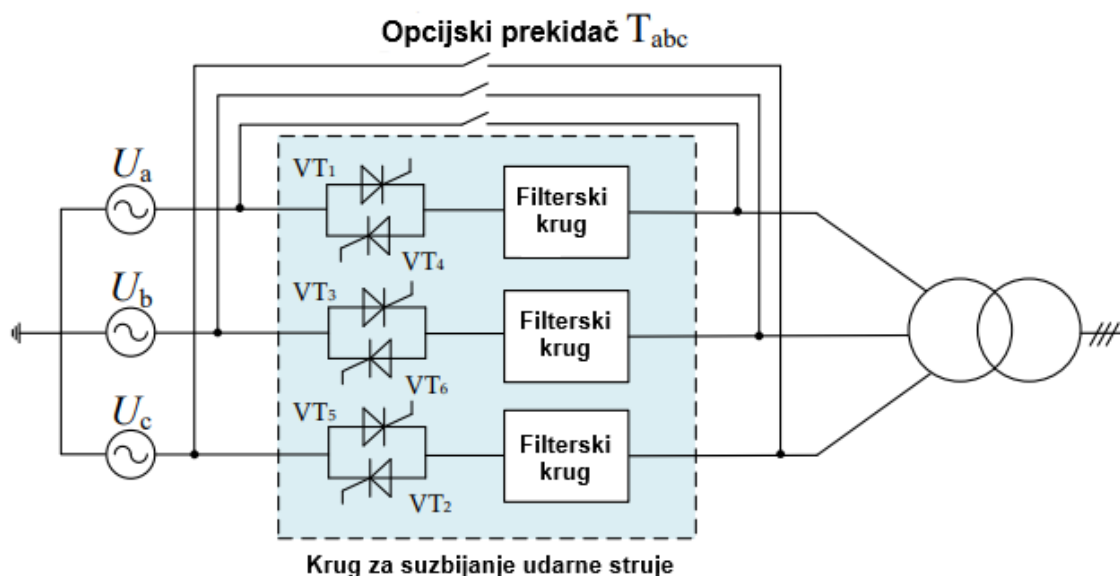 Opcijski prekidač Tabc
Ua
VT1
Filterski
krug
VT4
Ub
VT3
Filterski
krug
VT6
Uc
VT5
Filterski
krug
VT2
Krug za suzbijanje udarne struje